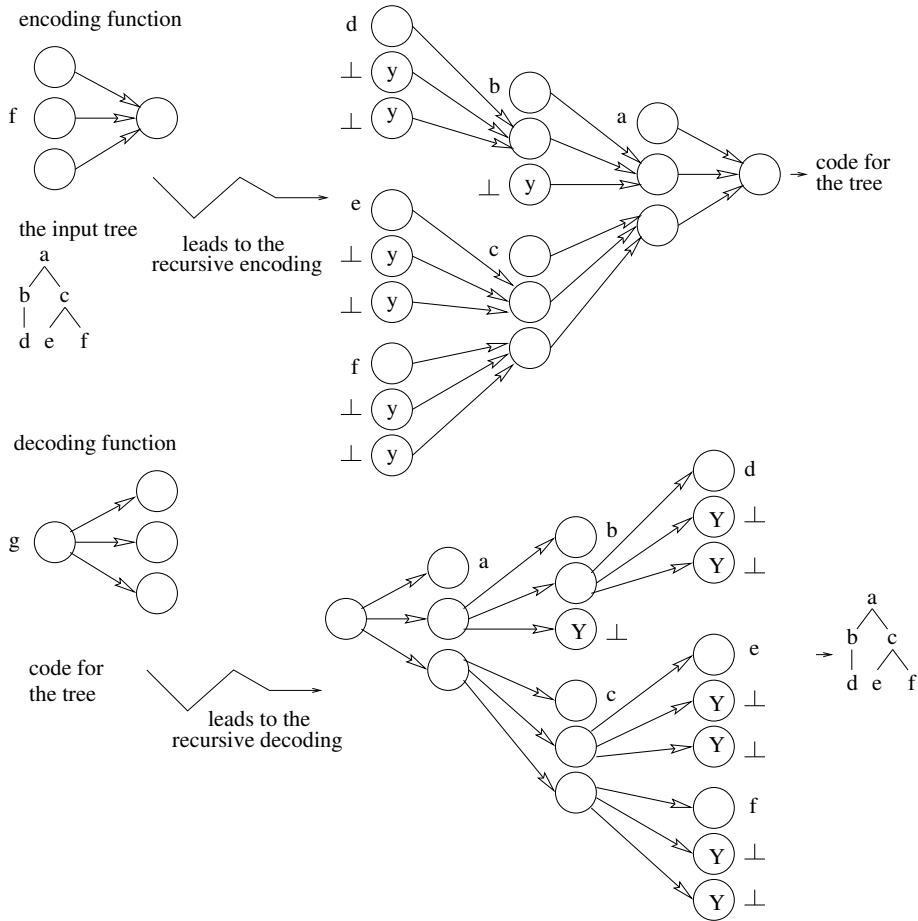 encoding function
f
the input tree
a
b c
d e f
leads to the
recursive encoding
d
⊥ y
⊥ y
b
⊥ y
a
e
⊥ y
⊥ y
c
f
⊥ y
⊥ y
code for
the tree
decoding function
g
code for
the tree
leads to the
recursive decoding
a
b
Y ⊥
c
d
Y ⊥
Y ⊥
e
Y ⊥
Y ⊥
f
Y ⊥
Y ⊥
a
b c
d e f